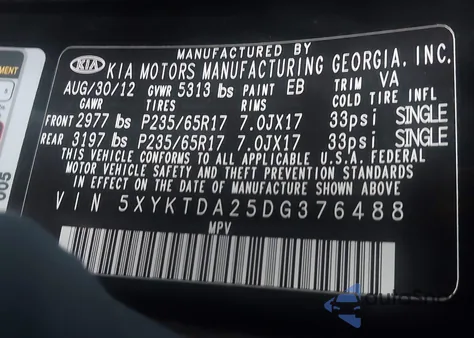 MANUFACTURED BY
KIA KIA MOTORS MANUFACTURING GEORGIA, INC.
AUG/30/12 GVWR 5313 lbs PAINT EB TRIM VA
GAWR TIRES RIMS COLD TIRE INFL
FRONT 2977 lbs P235/65R17 7.0JX17 33psi SINGLE
REAR 3197 lbs P235/65R17 7.0JX17 33psi SINGLE
THIS VEHICLE CONFORMS TO ALL APPLICABLE U.S.A. FEDERAL
MOTOR VEHICLE SAFETY AND THEFT PREVENTION STANDARDS
IN EFFECT ON THE DATE OF MANUFACTURE SHOWN ABOVE
VIN 5XYKTDA25DG376488
MPV
005